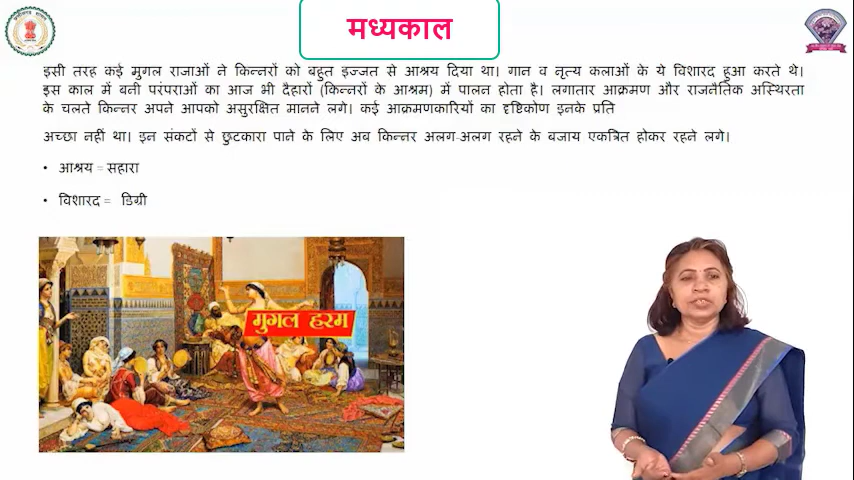 मध्यकाल
इसी तरह कई मुगल राजाओं ने किन्नरों को बहुत इज्जत से आश्रय दिया था। गान व नृत्य कलाओं के ये विशारद हुआ करते थे।
इस काल में बनी परंपराओं का आज भी दैहारों (किन्नरों के आश्रम) में पालन होता है। लगातार आक्रमण और राजनैतिक अस्थिरता
के चलते किन्नर अपने आपको असुरक्षित मानने लगे। कई आक्रमणकारियों का दृष्टिकोण इनके प्रति
अच्छा नहीं था। इन संकटों से छुटकारा पाने के लिए अब किन्नर अलग-अलग रहने के बजाय एकत्रित होकर रहने लगे।
• आश्रय = सहारा
• विशारद = डिग्री
मुगल हरम